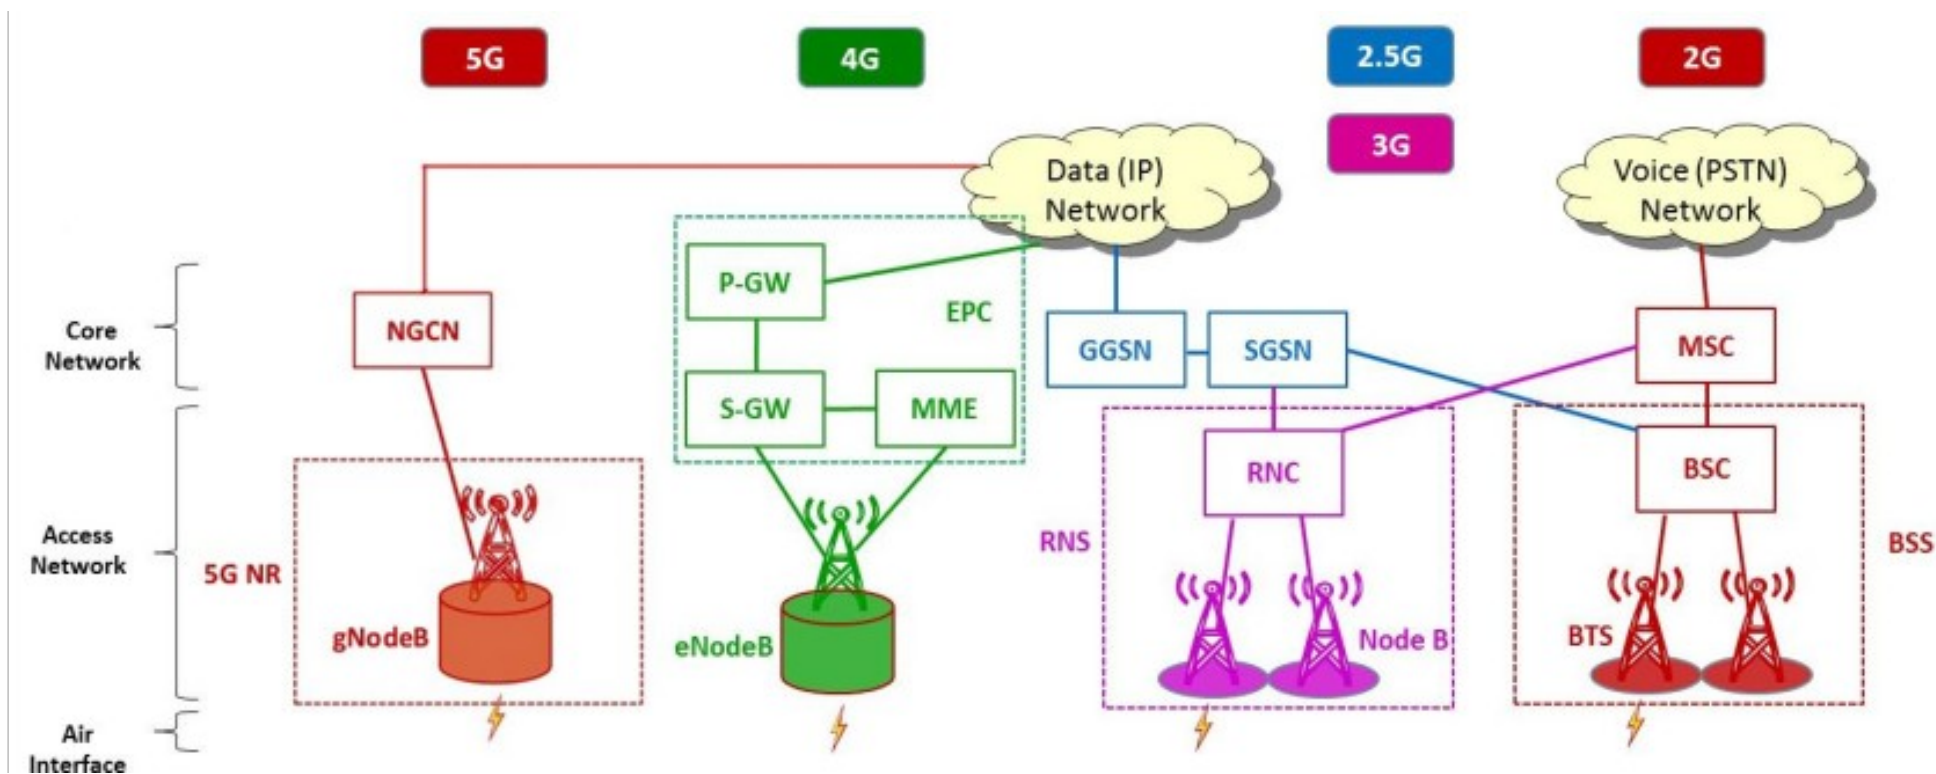 5G
4G
2.5G
2G
3G
Data (IP)
Network
Voice (PSTN)
Network
P-GW
EPC
NGCN
Core
Network
GGSN
SGSN
MSC
S-GW
MME
RNC
BSC
Access
Network
RNS
BSS
5G NR
gNodeB
eNodeB
Node B
BTS
Air
Interface